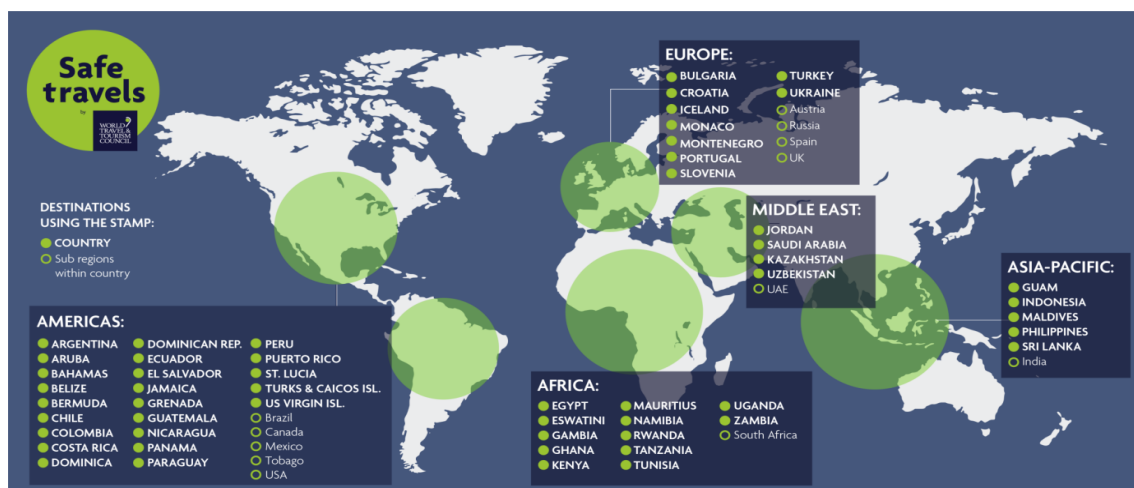 Safe
travels
by
WORLD
TRAVEL &
TOURISM
COUNCIL
DESTINATIONS
USING THE STAMP:
COUNTRY
Sub regions
within country
EUROPE:
BULGARIA
CROATIA
ICELAND
MONACO
MONTENEGRO
PORTUGAL
SLOVENIA
TURKEY
UKRAINE
Austria
Russia
Spain
UK
MIDDLE EAST:
JORDAN
SAUDI ARABIA
KAZAKHSTAN
UZBEKISTAN
UAE
ASIA-PACIFIC:
GUAM
INDONESIA
MALDIVES
PHILIPPINES
SRI LANKA
India
AMERICAS:
ARGENTINA
ARUBA
BAHAMAS
BELIZE
BERMUDA
CHILE
COLOMBIA
COSTA RICA
DOMINICA
DOMINICAN REP.
ECUADOR
EL SALVADOR
JAMAICA
GRENADA
GUATEMALA
NICARAGUA
PANAMA
PARAGUAY
PERU
PUERTO RICO
ST. LUCIA
TURKS & CAICOS ISL.
US VIRGIN ISL.
Brazil
Canada
Mexico
Tobago
USA
AFRICA:
EGYPT
ESWATINI
GAMBIA
GHANA
KENYA
MAURITIUS
NAMIBIA
RWANDA
TANZANIA
TUNISIA
UGANDA
ZAMBIA
South Africa